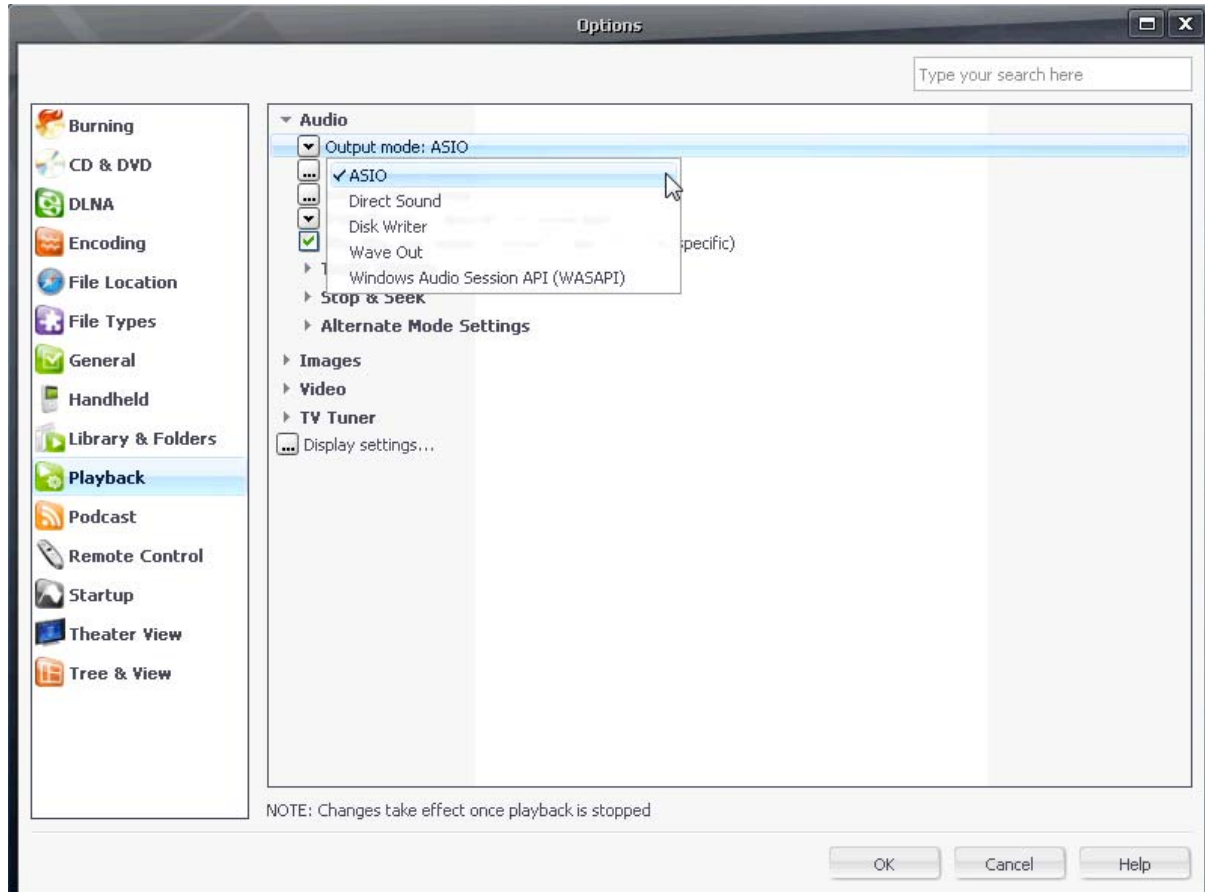 Options
Type your search here
Burning
CD & DVD
DLNA
Encoding
File Location
File Types
General
Handheld
Library & Folders
Playback
Podcast
Remote Control
Startup
Theater View
Tree & View
Audio
Output mode: ASIO
ASIO
Direct Sound
Disk Writer
Wave Out
Windows Audio Session API (WASAPI)
specific)
Stop & Seek
Alternate Mode Settings
Images
Video
TV Tuner
Display settings...
NOTE: Changes take effect once playback is stopped
OK
Cancel
Help